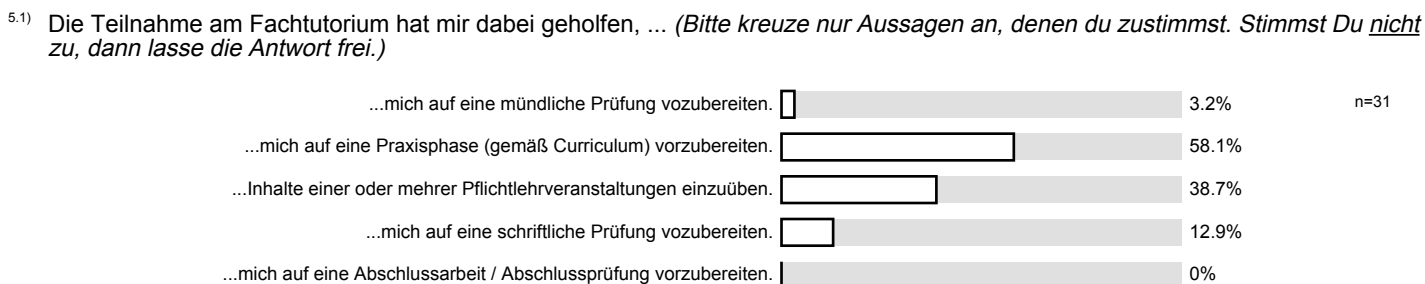 5.1) Die Teilnahme am Fachtutorium hat mir dabei geholfen, ... (Bitte kreuze nur Aussagen an, denen du zustimmst. Stimmst Du nicht
zu, dann lasse die Antwort frei.)
...mich auf eine mündliche Prüfung vozubereiten. 3.2% n=31
...mich auf eine Praxisphase (gemäß Curriculum) vorzubereiten. 58.1%
...Inhalte einer oder mehrer Pflichtlehrveranstaltungen einzuüben. 38.7%
...mich auf eine schriftliche Prüfung vozubereiten. 12.9%
...mich auf eine Abschlussarbeit / Abschlussprüfung vorzubereiten. 0%